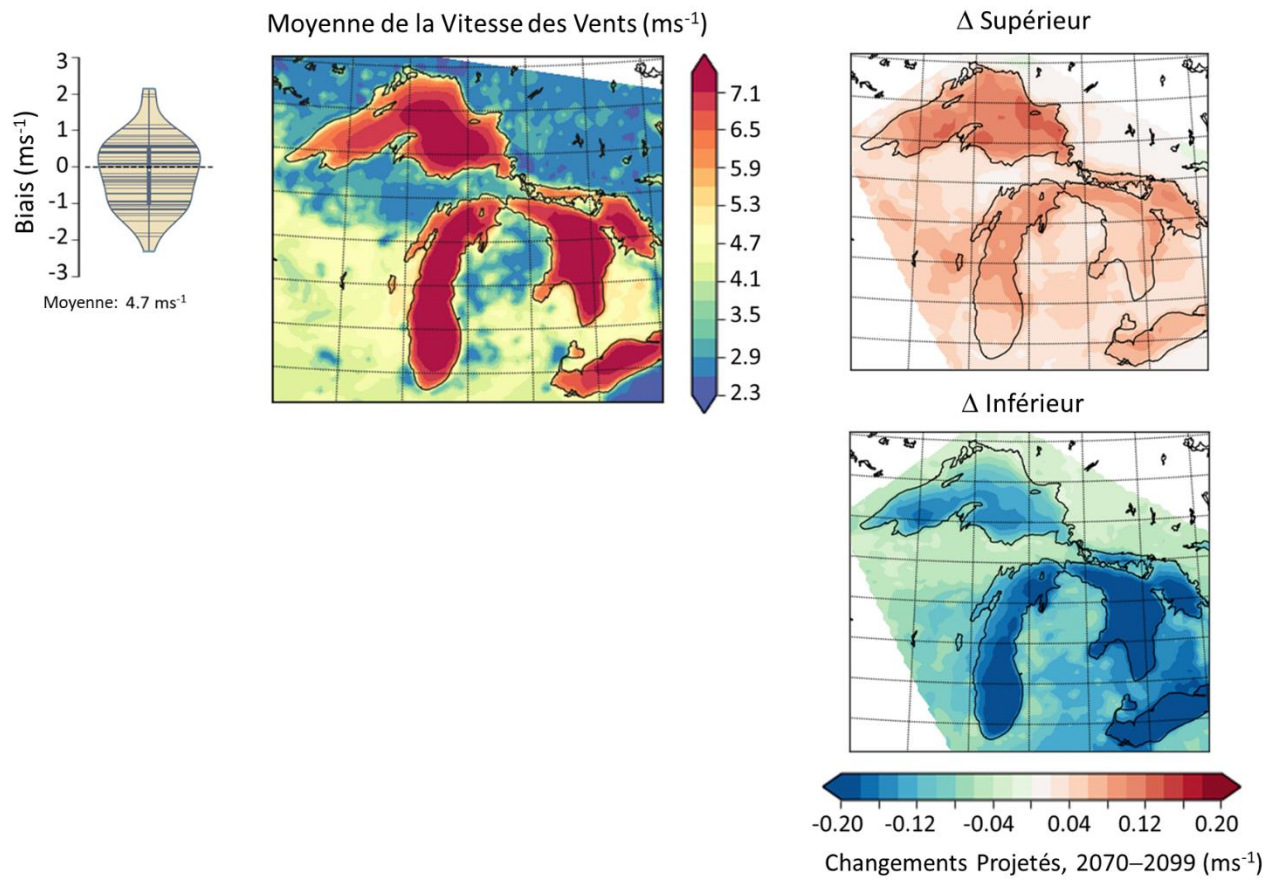 Moyenne de la Vitesse des Vents (ms-1)
Δ Supérieur
3
2
1
0
-1
-2
-3
Biais (ms-1)
Moyenne: 4.7 ms-1
7.1
6.5
5.9
5.3
4.7
4.1
3.5
2.9
2.3
Δ Inférieur
-0.20 -0.12 -0.04 0.04 0.12 0.20
Changements Projetés, 2070–2099 (ms-1)